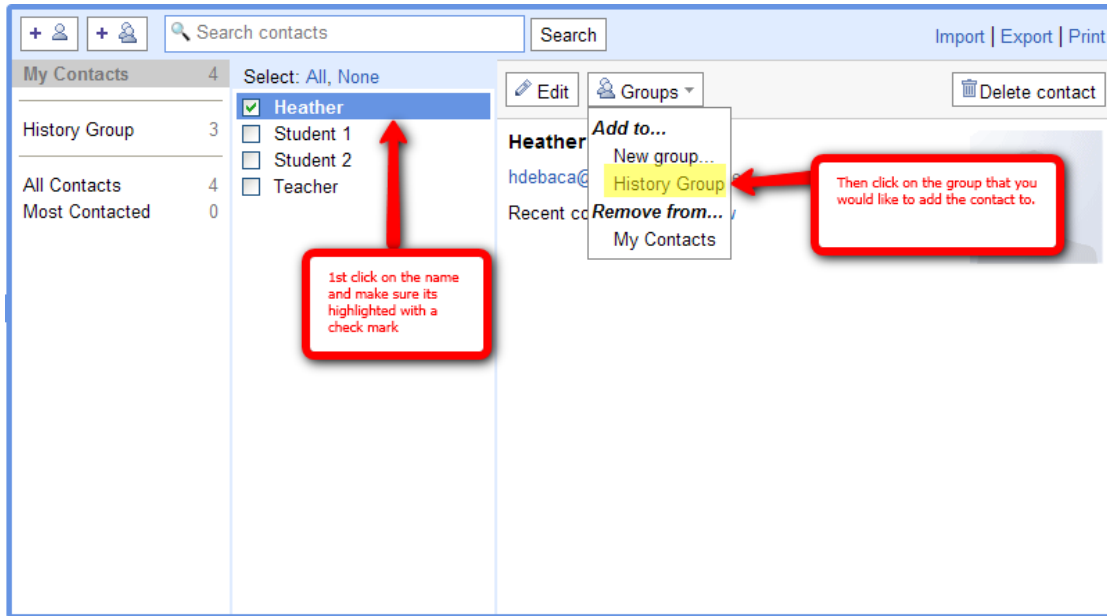 Search contacts
Search
Import | Export | Print
My Contacts 4
History Group 3
All Contacts 4
Most Contacted 0
Select: All, None
Heather
Student 1
Student 2
Teacher
Edit
Groups
Delete contact
Heather
hdebaca@
Recent co
Add to...
New group...
History Group
Remove from...
My Contacts
1st click on the name
and make sure its
highlighted with a
check mark
Then click on the group that you
would like to add the contact to.